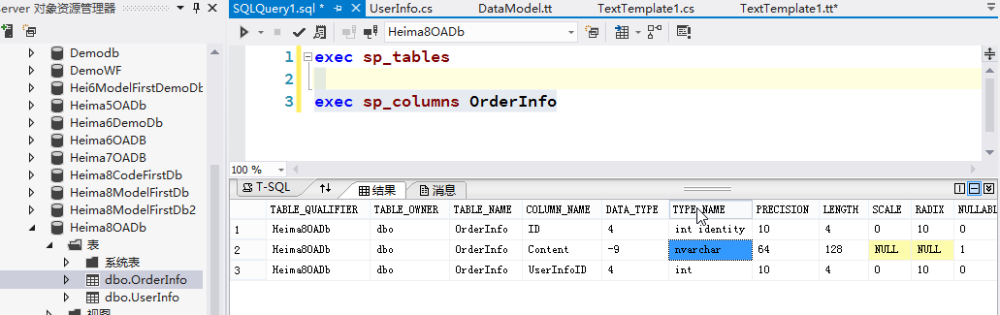 Server 对象资源管理器
SQLQuery1.sql *
UserInfo.cs
DataModel.tt
TextTemplate1.cs
TextTemplate1.tt*
Heima8OADb
Demodb
DemoWF
Hei6ModelFirstDemoDb
Heima5OADb
Heima6DemoDb
Heima6OADB
Heima7OADB
Heima8CodeFirstDb
Heima8ModelFirstDb
Heima8ModelFirstDb2
Heima8OADb
表
系统表
dbo.OrderInfo
dbo.UserInfo
视图
1 exec sp_tables
2
3 exec sp_columns OrderInfo
100 %
T-SQL 结果 消息
TABLE_QUALIFIER TABLE_OWNER TABLE_NAME COLUMN_NAME DATA_TYPE TYPE_NAME PRECISION LENGTH SCALE RADIX NULLABL
1 Heima8OADb dbo OrderInfo ID 4 int identity 10 4 0 10 0
2 Heima8OADb dbo OrderInfo Content -9 nvarchar 64 128 NULL NULL 1
3 Heima8OADb dbo OrderInfo UserInfoID 4 int 10 4 0 10 0